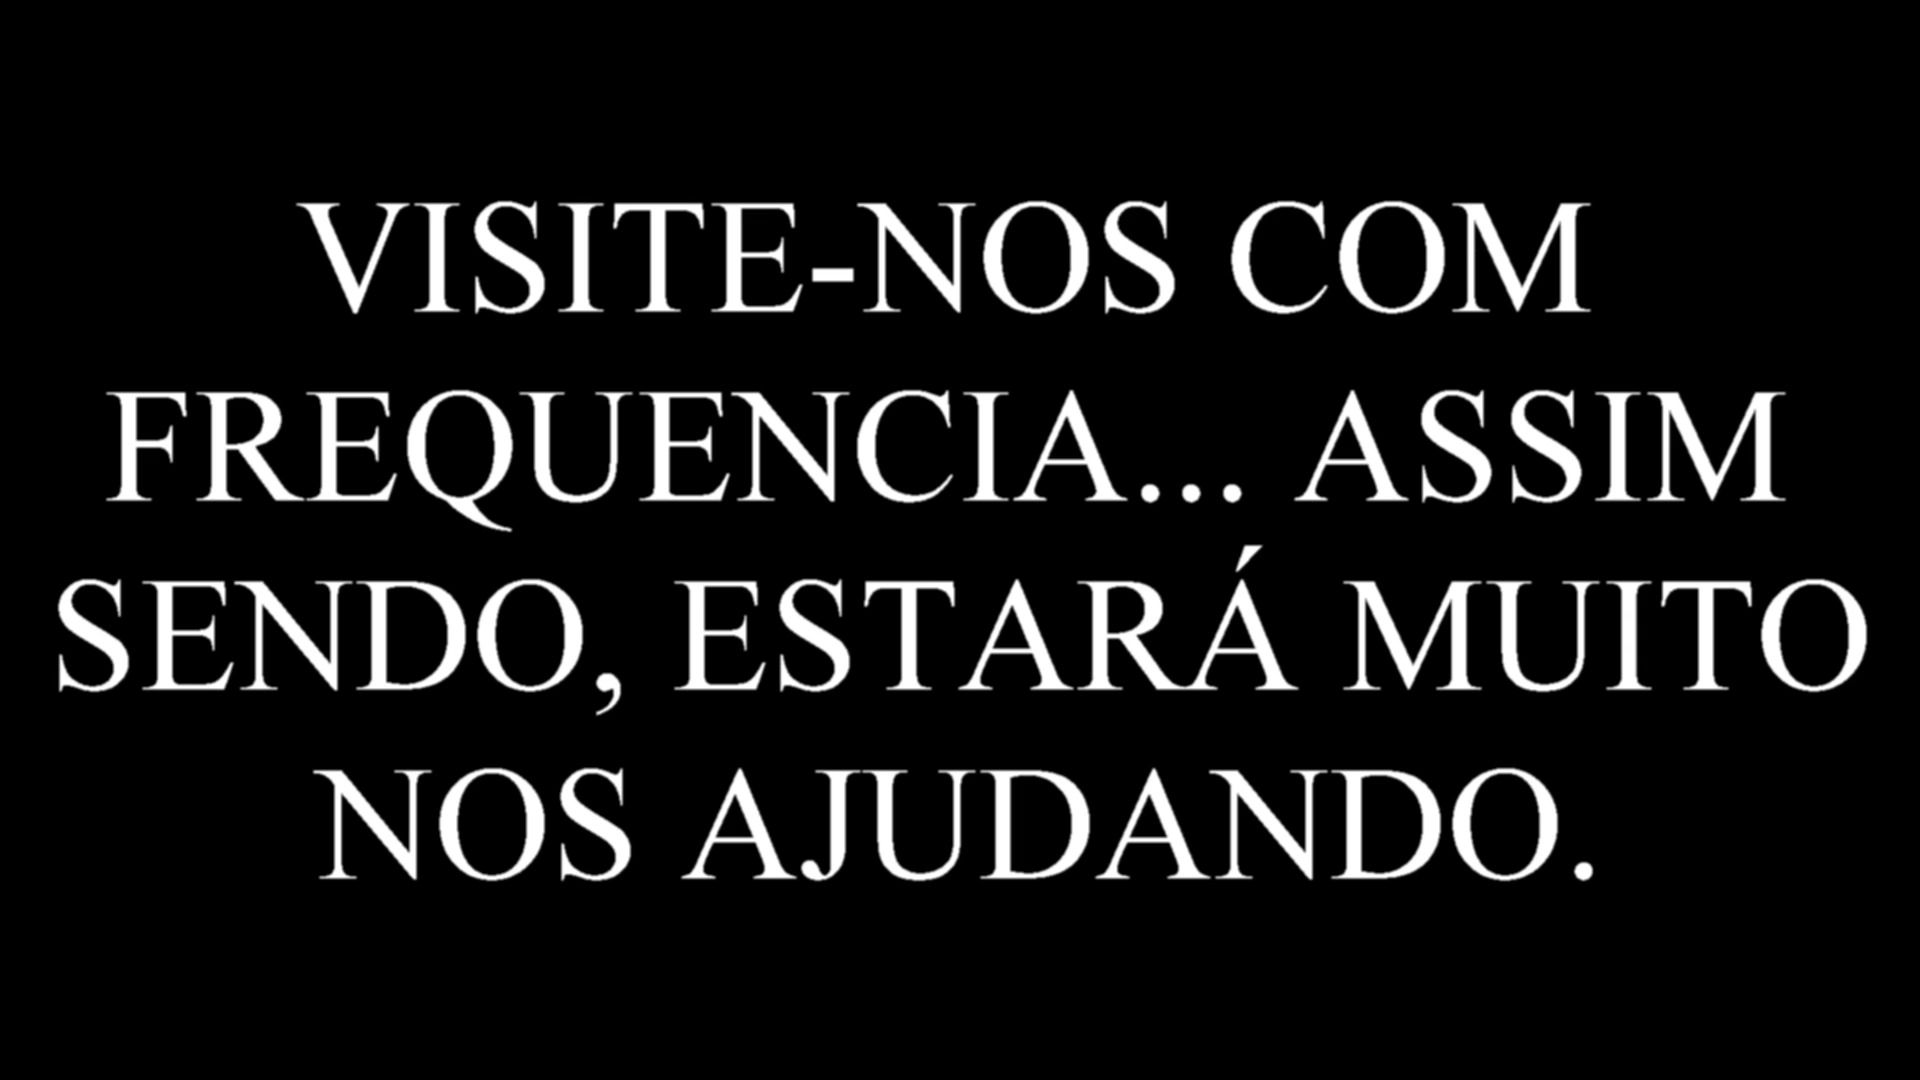 VISITE-NOS COM
FREQUENCIA... ASSIM
SENDO, ESTARÁ MUITO
NOS AJUDANDO.